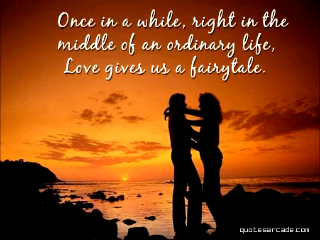 Once in a while, right in the
middle of an ordinary life,
Love gives us a fairytale.
quotesarcade.com